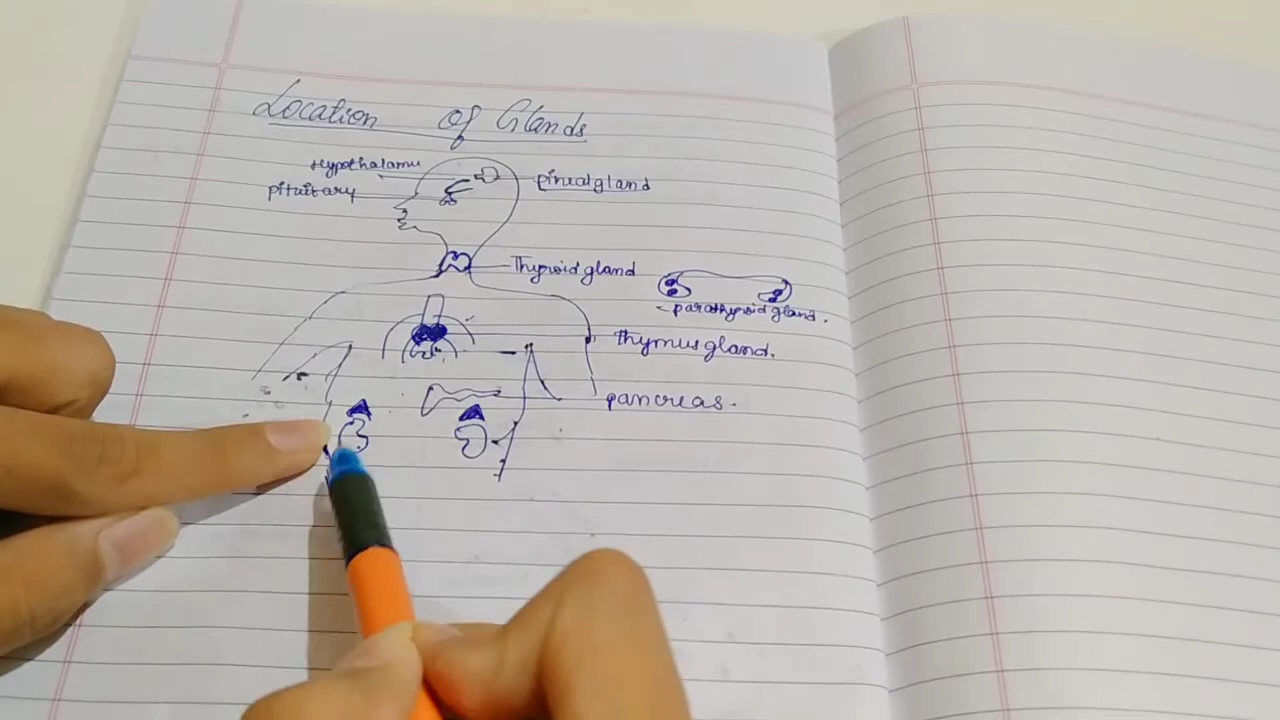 Location of Glands
Hypothalamu
pituitary
pineal gland
Thyroid gland
parathyroid gland.
Thymus gland.
pancreas.